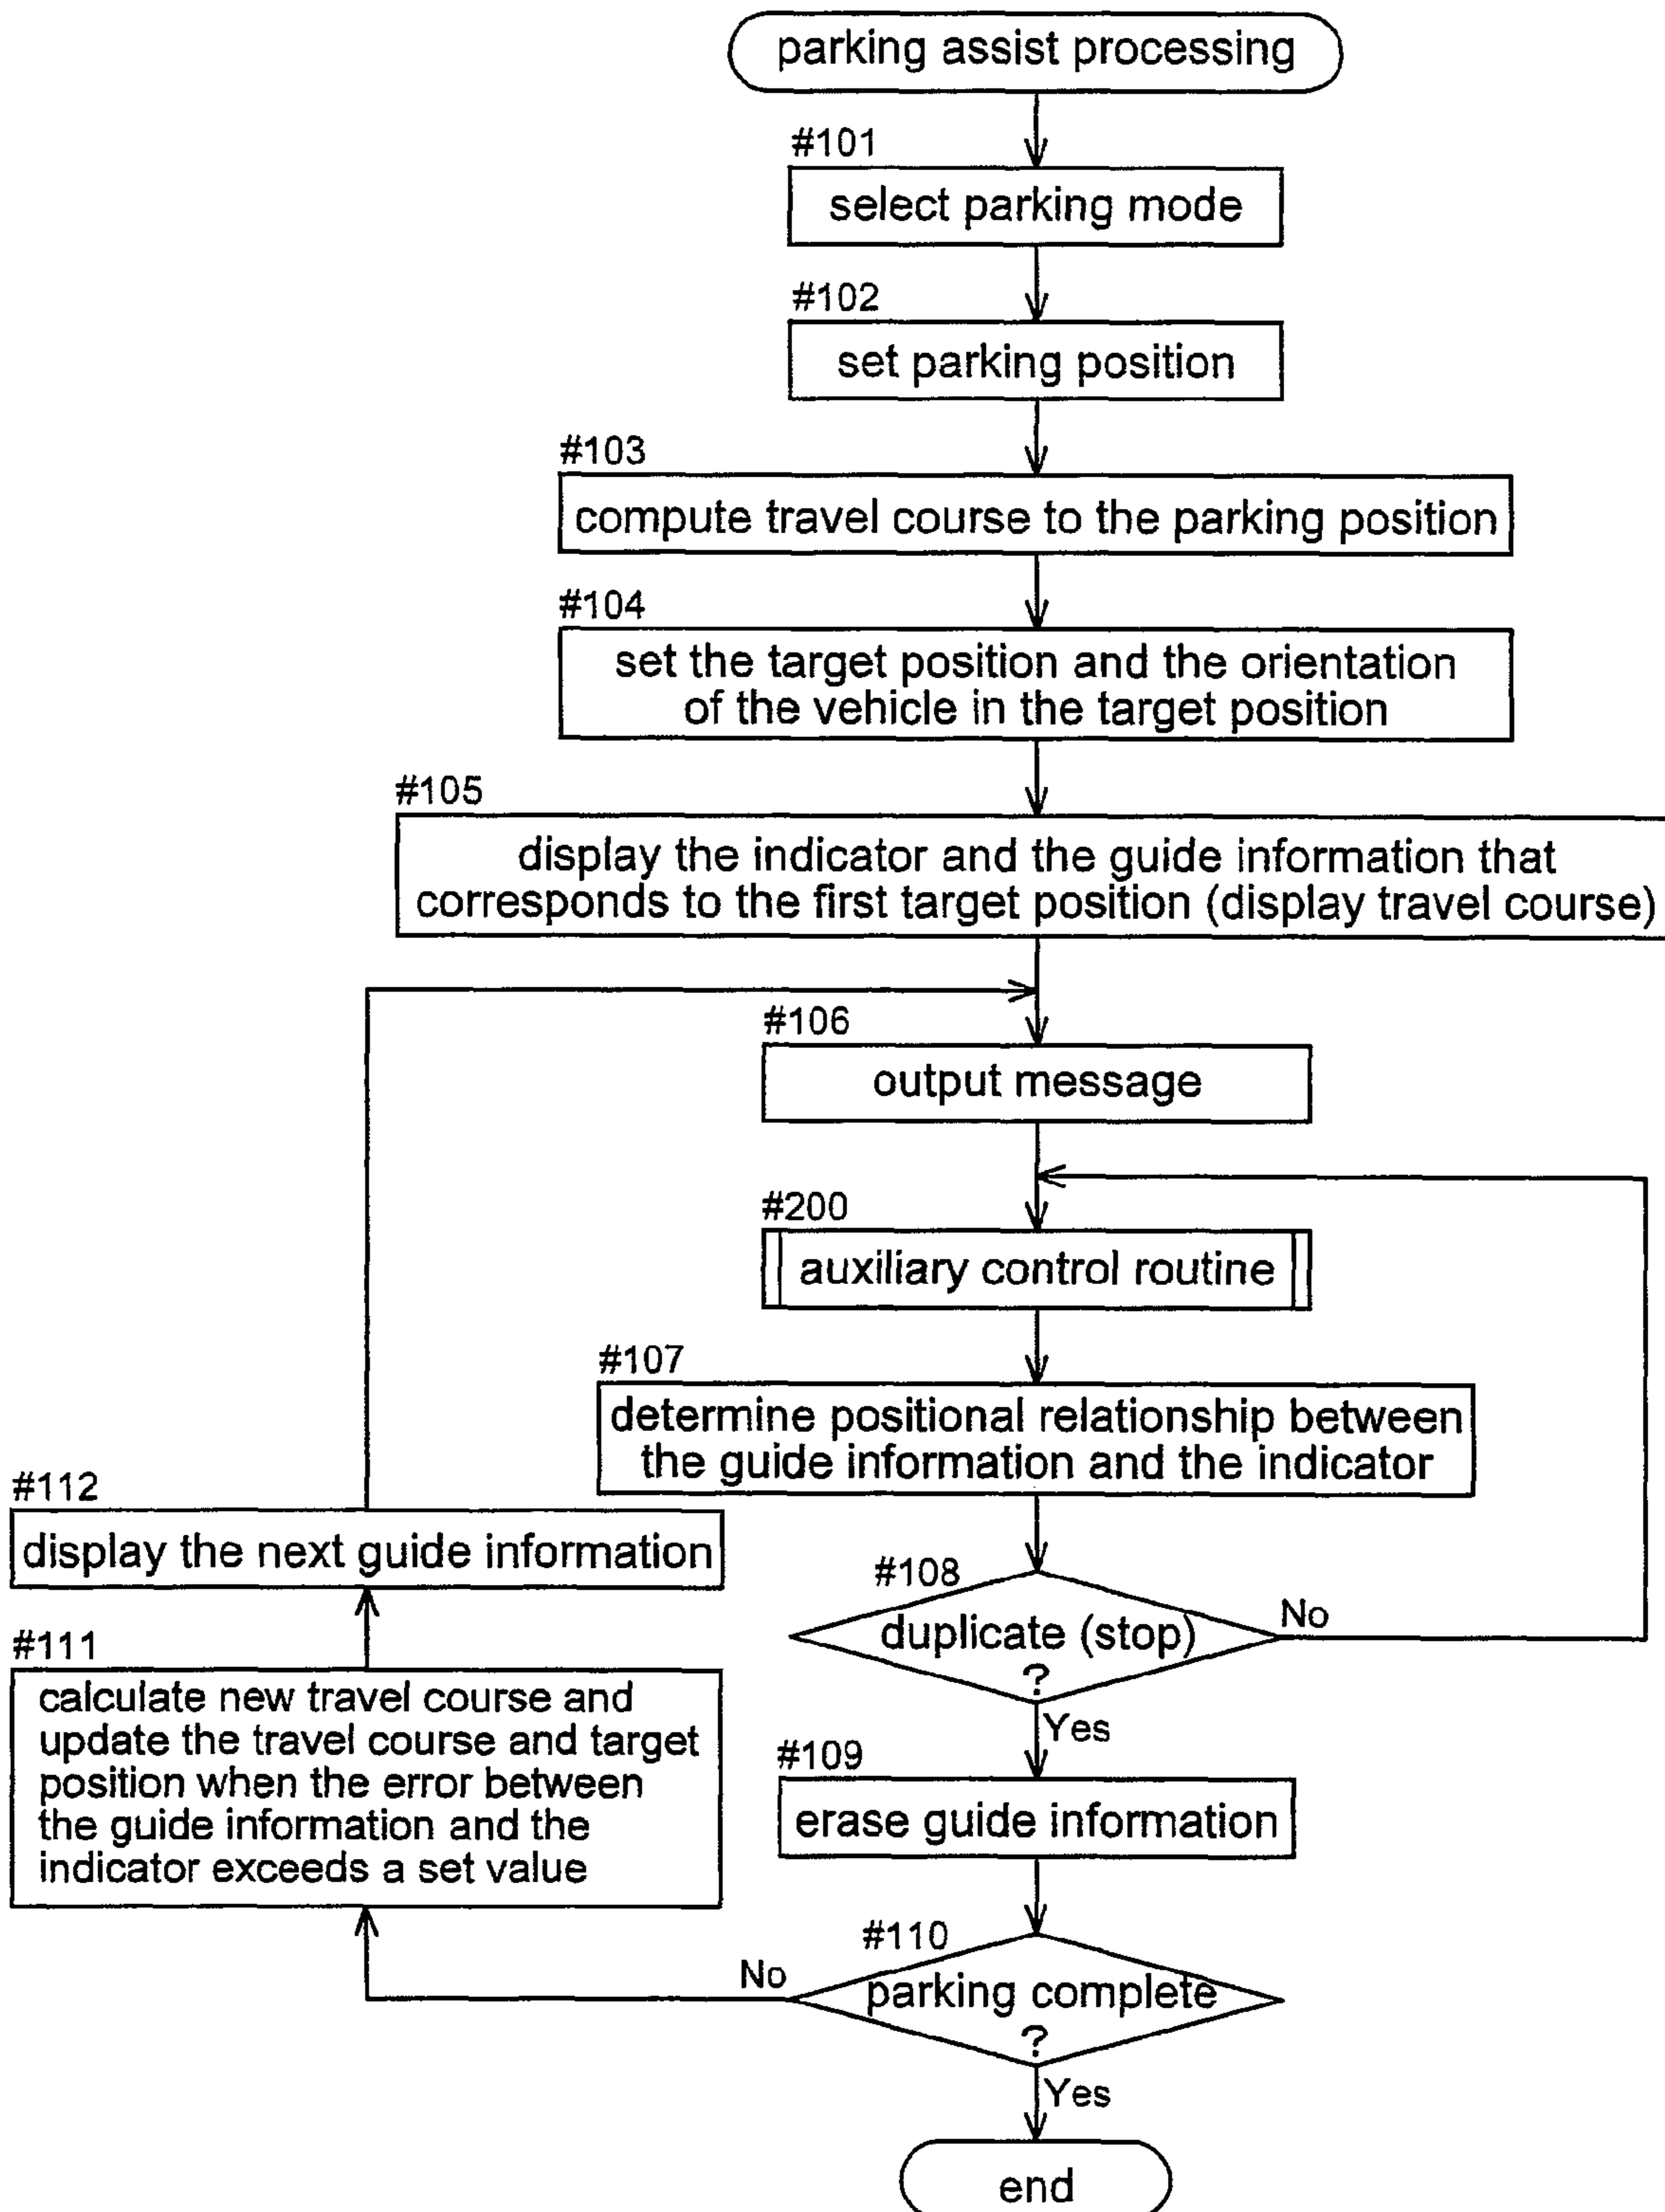 parking assist processing
#101
select parking mode
#102
set parking position
#103
compute travel course to the parking position
#104
set the target position and the orientation
of the vehicle in the target position
#105
display the indicator and the guide information that
corresponds to the first target position (display travel course)
#106
output message
#200
auxiliary control routine
#107
determine positional relationship between
the guide information and the indicator
#108
duplicate (stop)
?
No
Yes
#109
erase guide information
#110
parking complete
?
No
Yes
#111
calculate new travel course and
update the travel course and target
position when the error between
the guide information and the
indicator exceeds a set value
#112
display the next guide information
end